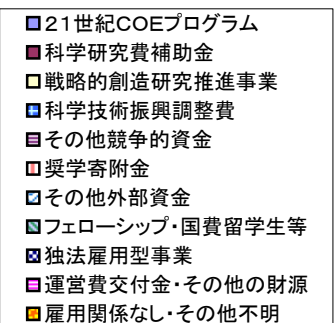 21世紀COEプログラム
科学研究費補助金
戦略的創造研究推進事業
科学技術振興調整費
その他競争的資金
奨学寄附金
その他外部資金
フェローシップ・国費留学生等
独法雇用型事業
運営費交付金・その他の財源
雇用関係なし・その他不明